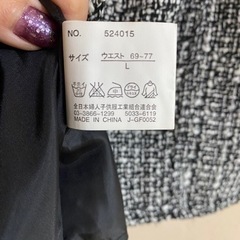 NO. 524015
サイズ ウエスト 69-77
L
全日本婦人子供服工業組合連合会
03-3866-1299 5033-6119
MADE IN CHINA J-GF0052